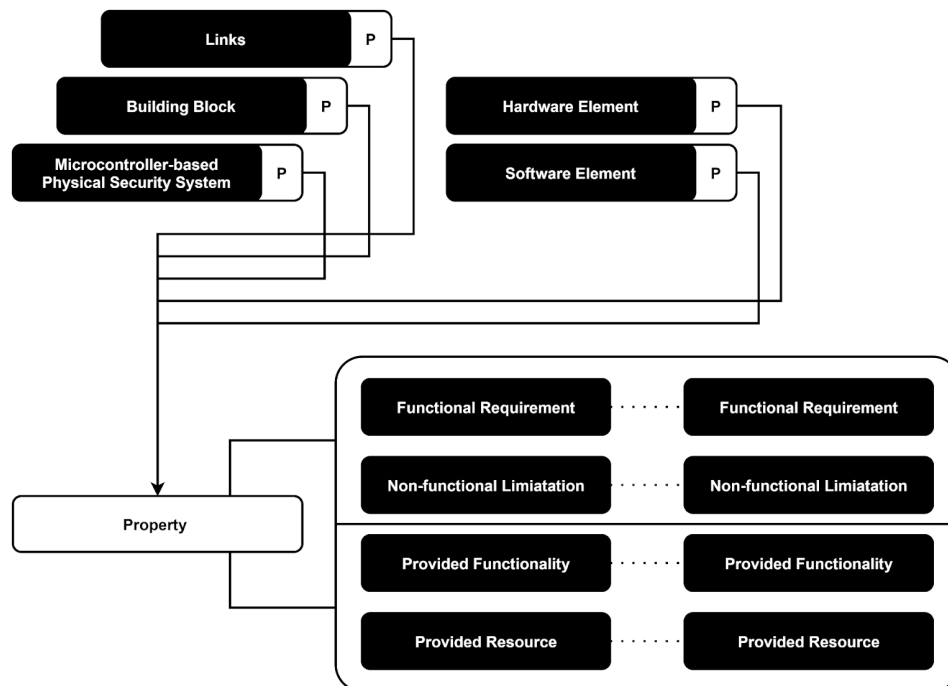 Links P
Building Block P
Hardware Element P
Microcontroller-based
Physical Security System P
Software Element P
Functional Requirement Functional Requirement
Non-functional Limiatation Non-functional Limiatation
Property
Provided Functionality Provided Functionality
Provided Resource Provided Resource